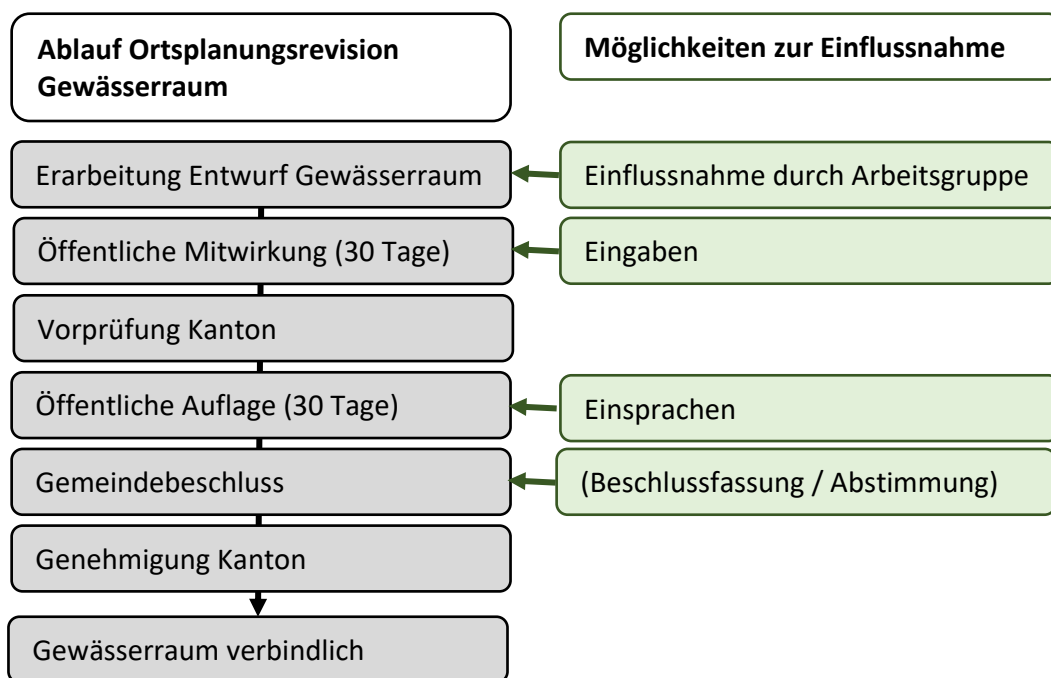 Ablauf Ortsplanungsrevision
Gewässerraum
Möglichkeiten zur Einflussnahme
Erarbeitung Entwurf Gewässerraum
Einflussnahme durch Arbeitsgruppe
Öffentliche Mitwirkung (30 Tage)
Eingaben
Vorprüfung Kanton
Öffentliche Auflage (30 Tage)
Einsprachen
Gemeindebeschluss
(Beschlussfassung / Abstimmung)
Genehmigung Kanton
Gewässerraum verbindlich